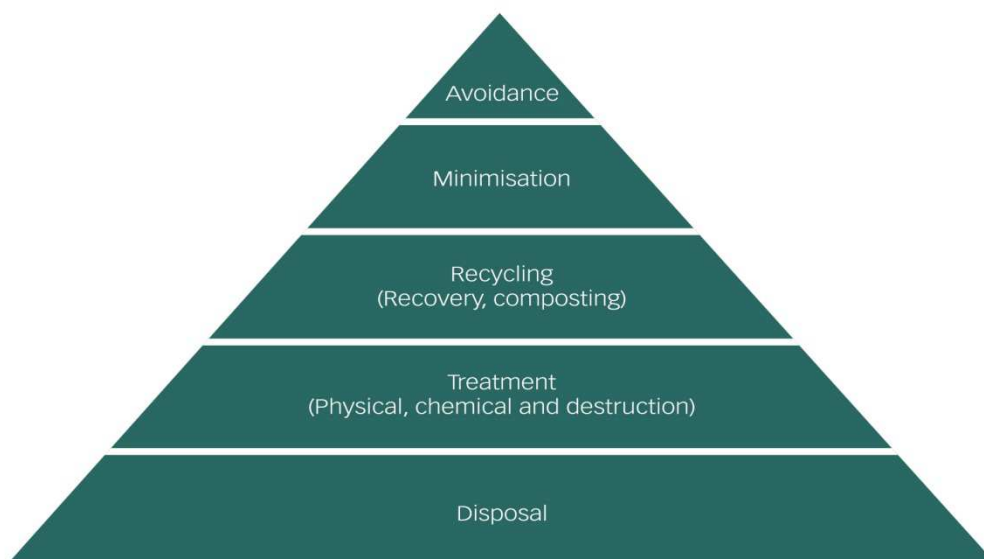 Avoidance
Minimisation
Recycling
(Recovery, composting)
Treatment
(Physical, chemical and destruction)
Disposal